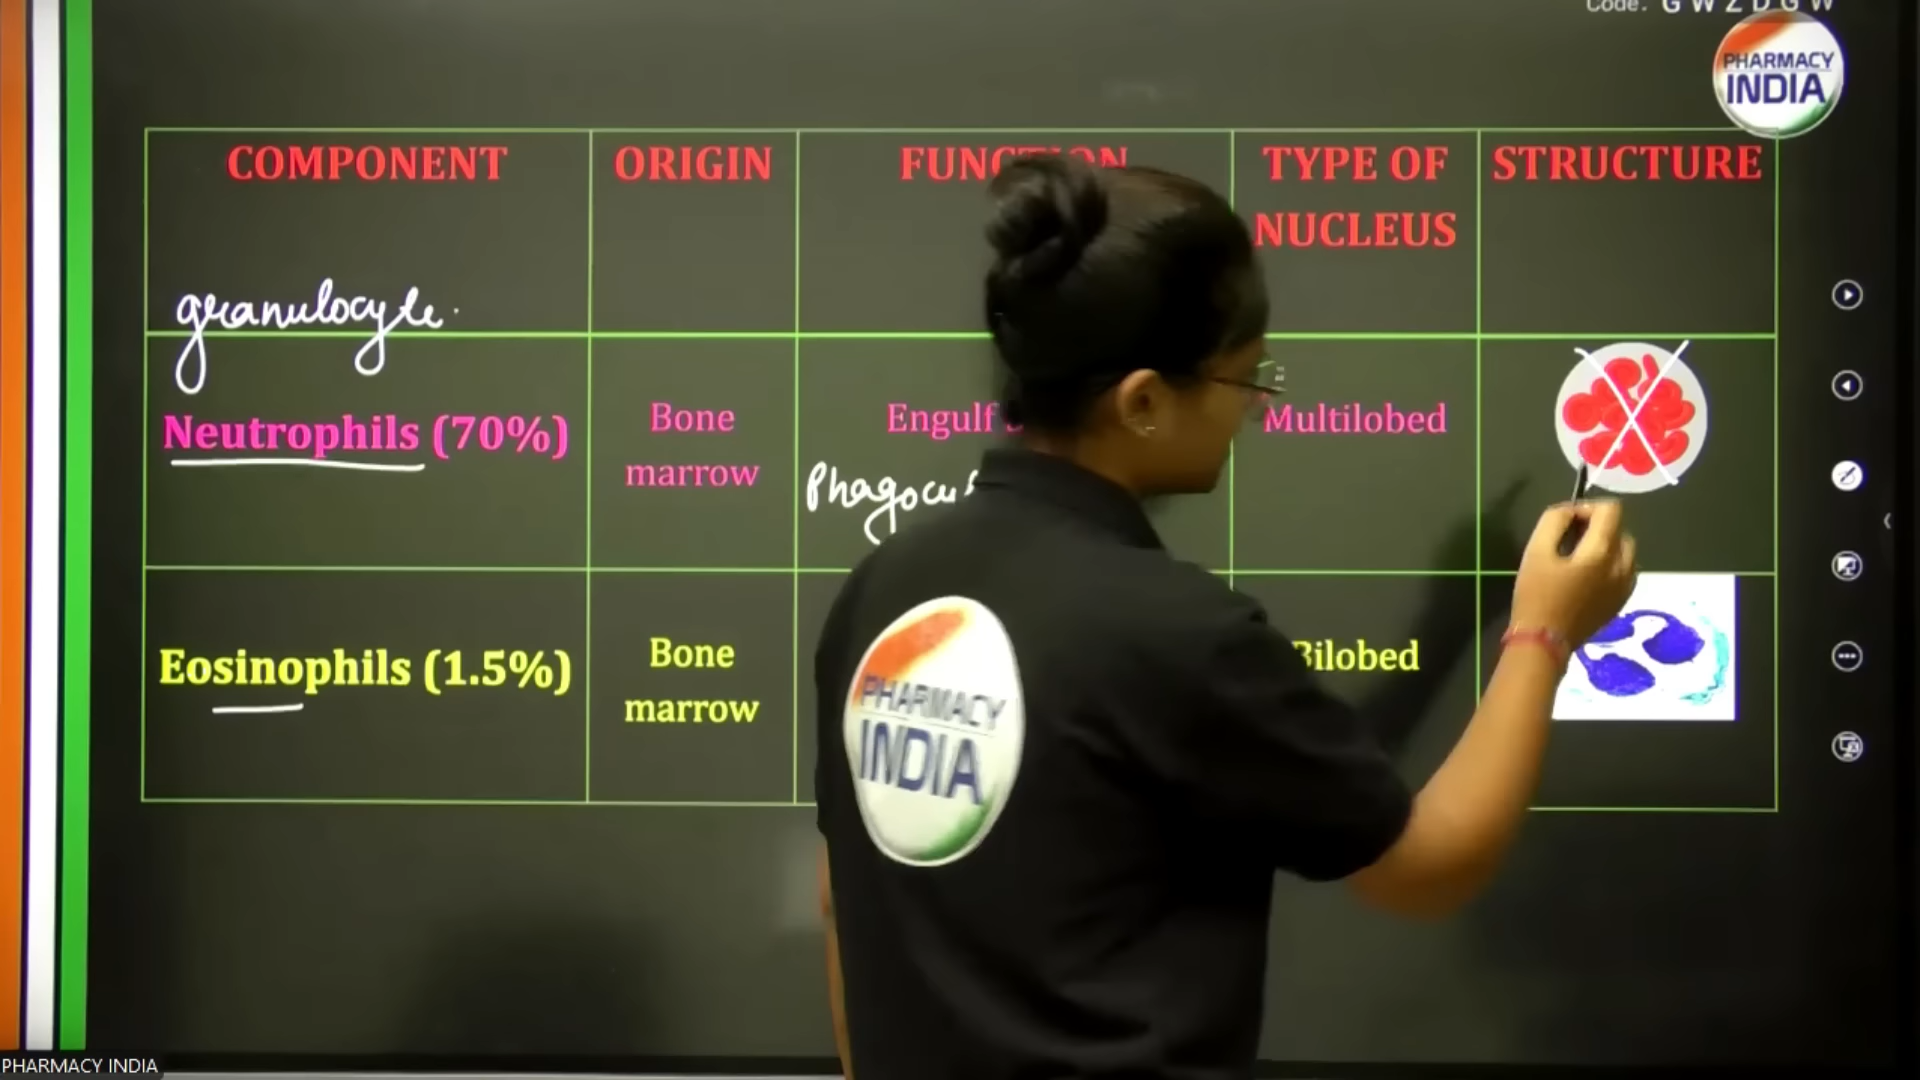 Code: GWZDGW
PHARMACY
INDIA
COMPONENT
ORIGIN
TYPE OF
NUCLEUS
STRUCTURE
granulocyte.
Neutrophils (70%)
Bone
marrow
Engulf
Multilobed
Eosinophils (1.5%)
Bone
marrow
Bilobed
PHARMACY
INDIA
PHARMACY INDIA